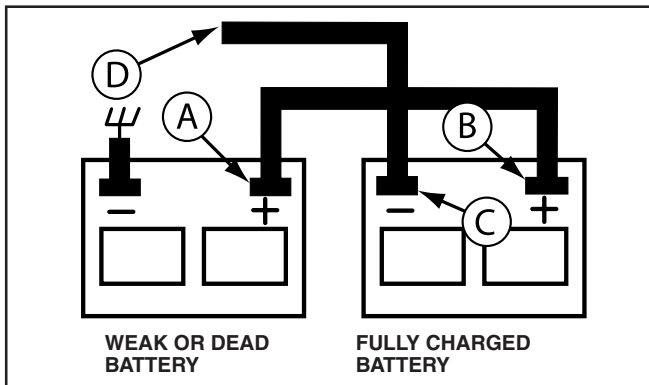 D
A
B
− + − +
C
WEAK OR DEAD
BATTERY
FULLY CHARGED
BATTERY